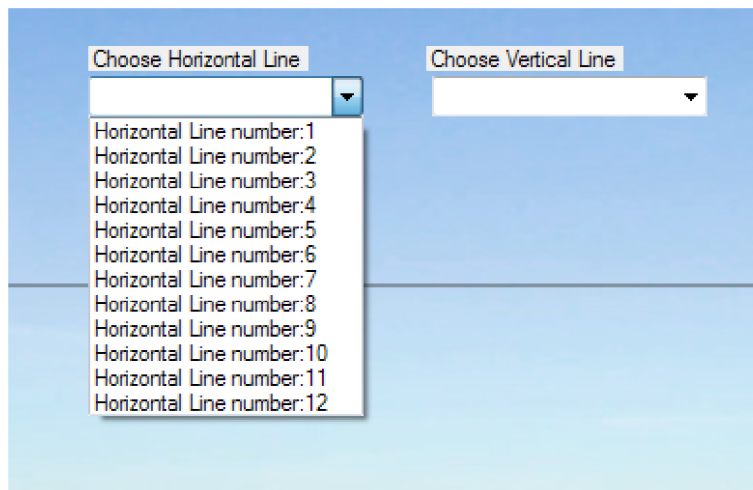 Choose Horizontal Line
Choose Vertical Line
Horizontal Line number:1
Horizontal Line number:2
Horizontal Line number:3
Horizontal Line number:4
Horizontal Line number:5
Horizontal Line number:6
Horizontal Line number:7
Horizontal Line number:8
Horizontal Line number:9
Horizontal Line number:10
Horizontal Line number:11
Horizontal Line number:12